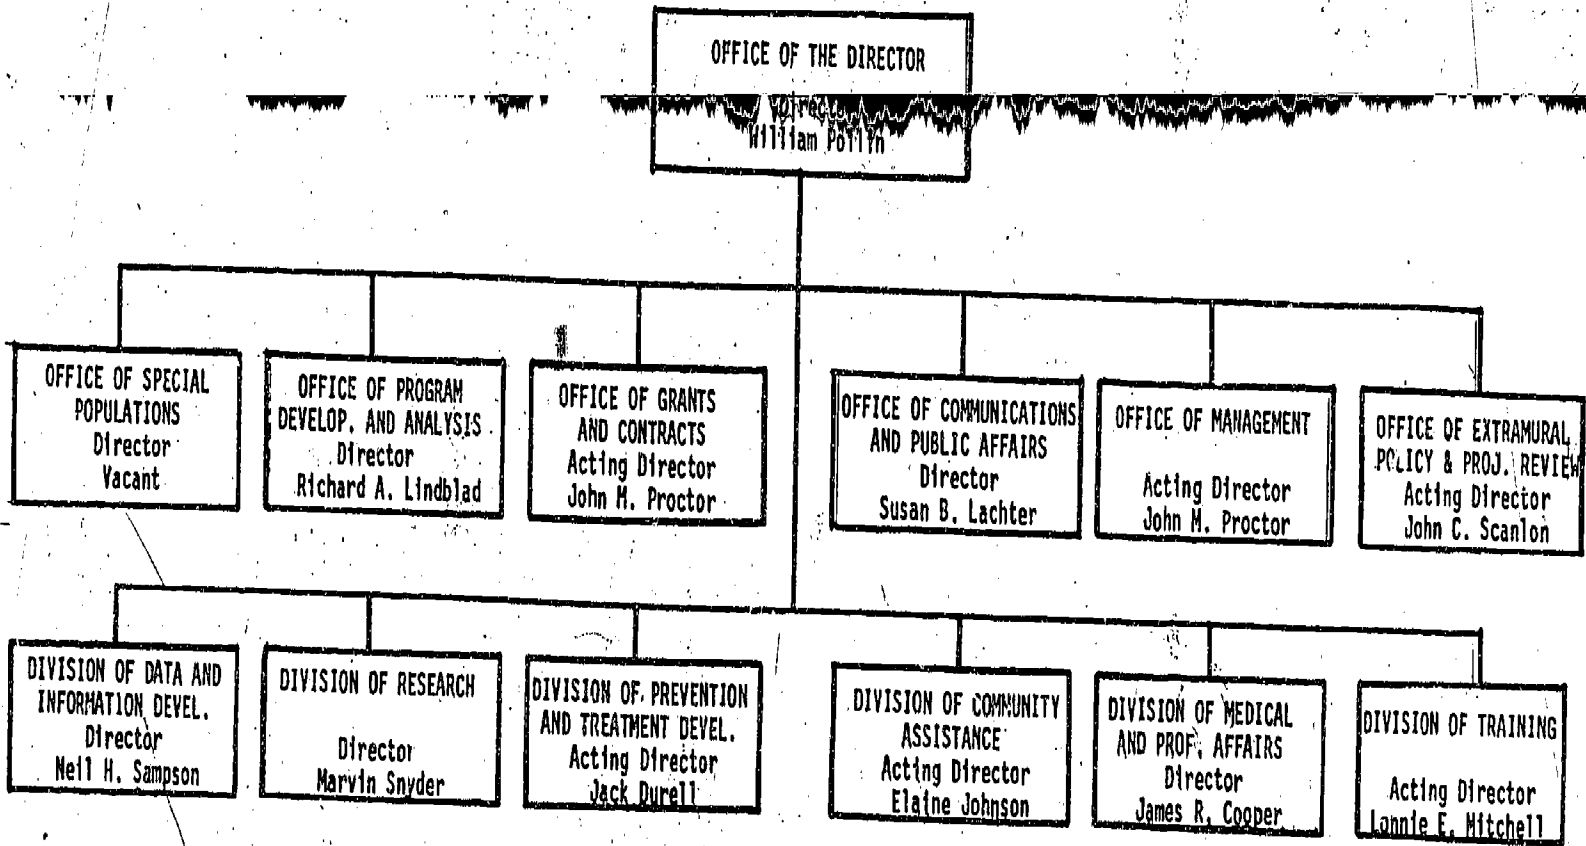 OFFICE OF THE DIRECTOR
Director
William Pollin
OFFICE OF SPECIAL
POPULATIONS
Director
Vacant
OFFICE OF PROGRAM
DEVELOP. AND ANALYSIS
Director
Richard A. Lindblad
OFFICE OF GRANTS
AND CONTRACTS
Acting Director
John M. Proctor
OFFICE OF COMMUNICATIONS
AND PUBLIC AFFAIRS
Director
Susan B. Lachter
OFFICE OF MANAGEMENT
Acting Director
John M. Proctor
OFFICE OF EXTRAMURAL
POLICY & PROJ. REVIEW
Acting Director
John C. Scanlon
DIVISION OF DATA AND
INFORMATION DEVEL.
Director
Neil H. Sampson
DIVISION OF RESEARCH
Director
Marvin Snyder
DIVISION OF PREVENTION
AND TREATMENT DEVEL.
Acting Director
Jack Durell
DIVISION OF COMMUNITY
ASSISTANCE
Acting Director
Elaine Johnson
DIVISION OF MEDICAL
AND PROF. AFFAIRS
Director
James R. Cooper
DIVISION OF TRAINING
Acting Director
Lonnie E. Mitchell